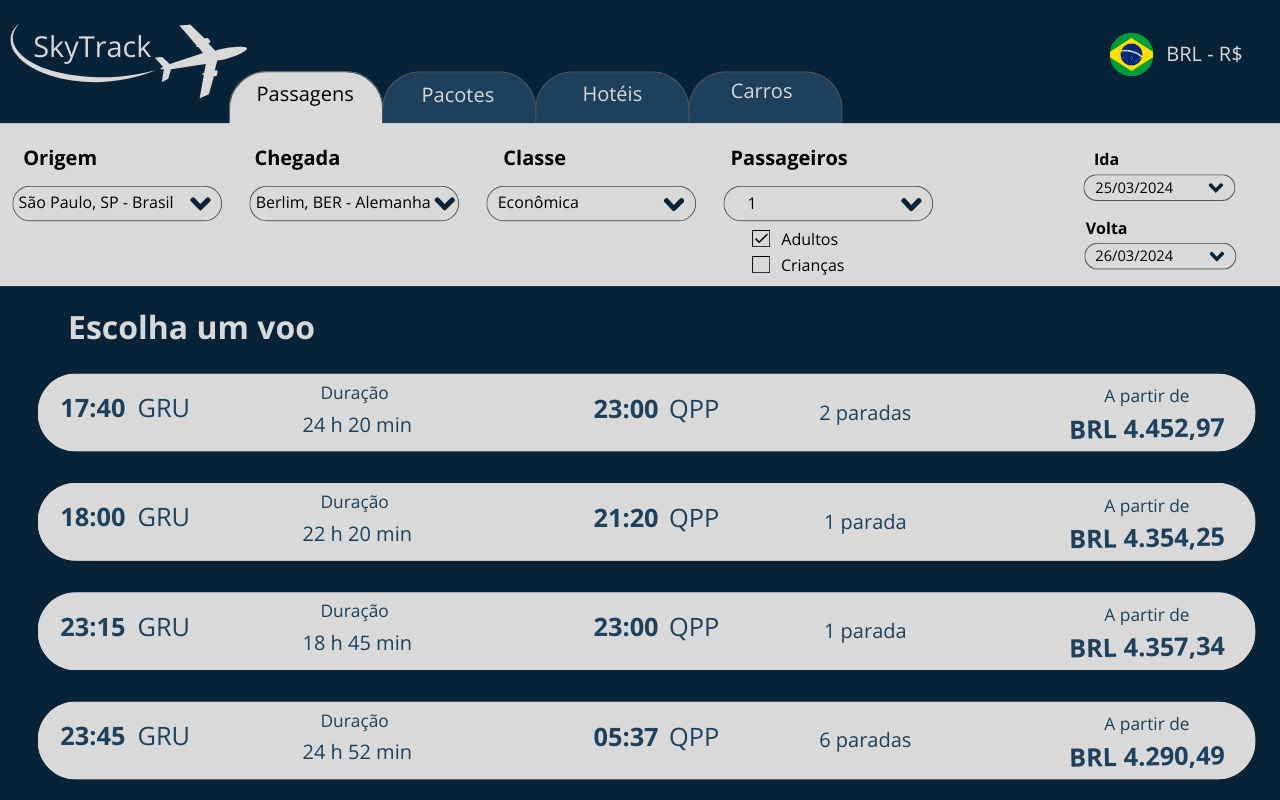 SkyTrack
BRL - R$
Passagens
Pacotes
Hotéis
Carros
Origem
Chegada
Classe
Passageiros
Ida
São Paulo, SP - Brasil
Berlim, BER - Alemanha
Econômica
1
25/03/2024
Volta
Adultos
26/03/2024
Crianças
Escolha um voo
17:40 GRU
Duração
24 h 20 min
23:00 QPP
2 paradas
A partir de
BRL 4.452,97
18:00 GRU
Duração
22 h 20 min
21:20 QPP
1 parada
A partir de
BRL 4.354,25
23:15 GRU
Duração
18 h 45 min
23:00 QPP
1 parada
A partir de
BRL 4.357,34
23:45 GRU
Duração
24 h 52 min
05:37 QPP
6 paradas
A partir de
BRL 4.290,49